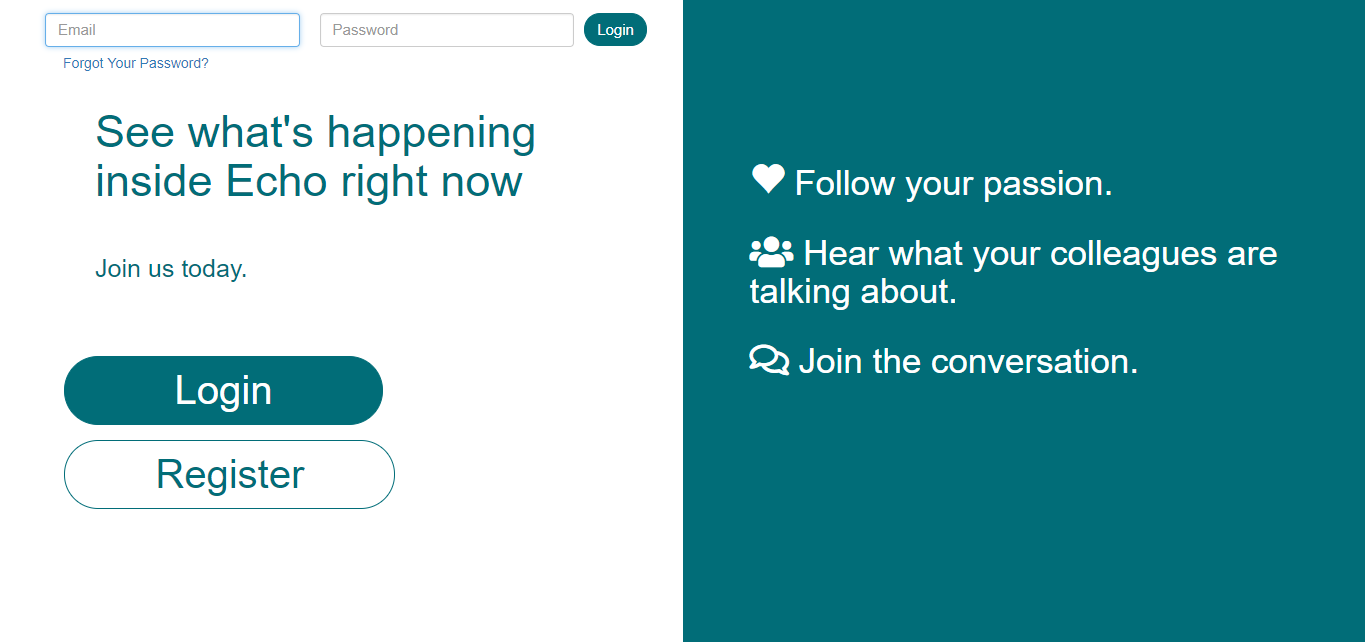 Email
Password
Login
Forgot Your Password?
See what's happening
inside Echo right now
Join us today.
Login
Register
Follow your passion.
Hear what your colleagues are
talking about.
Join the conversation.